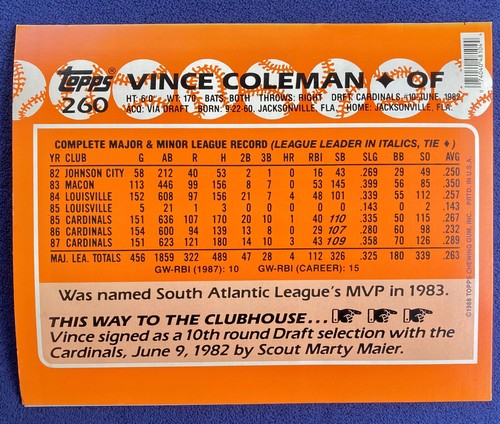 Topps® VINCE COLEMAN ♦ OF
260 HT: 6'0 WT: 170 BATS: BOTH THROWS: RIGHT DRFT: CARDINALS #10-JUNE, 1982
ACQ: VIA DRAFT BORN: 9-22-60, JACKSONVILLE, FLA. HOME: JACKSONVILLE, FLA.
COMPLETE MAJOR & MINOR LEAGUE RECORD (LEAGUE LEADER IN ITALICS, TIE ♦)
YR CLUB G AB R H 2B 3B HR RBI SB SLG BB SO AVG
82 JOHNSON CITY 58 212 40 53 2 1 0 16 43 .269 29 49 .250
83 MACON 113 446 99 156 8 7 0 53 145 .399 56 85 .350
84 LOUISVILLE 152 608 97 156 21 7 4 48 101 .339 55 112 .257
85 LOUISVILLE 5 21 1 3 0 0 0 0 0 .143 0 2 .143
85 CARDINALS 151 636 107 170 20 10 1 40 110 .335 50 115 .267
86 CARDINALS 154 600 94 139 13 8 0 29 107 .280 60 98 .232
87 CARDINALS 151 623 121 180 14 10 3 43 109 .358 70 126 .289
MAJ. LEA. TOTALS 456 1859 322 489 47 28 4 112 326 .325 180 339 .263
GW-RBI (1987): 10 GW-RBI (CAREER): 15
Was named South Atlantic League's MVP in 1983.
THIS WAY TO THE CLUBHOUSE...
Vince signed as a 10th round Draft selection with the
Cardinals, June 9, 1982 by Scout Marty Maier.
©1988 TOPPS CHEWING GUM, INC. PRTD. IN U.S.A.